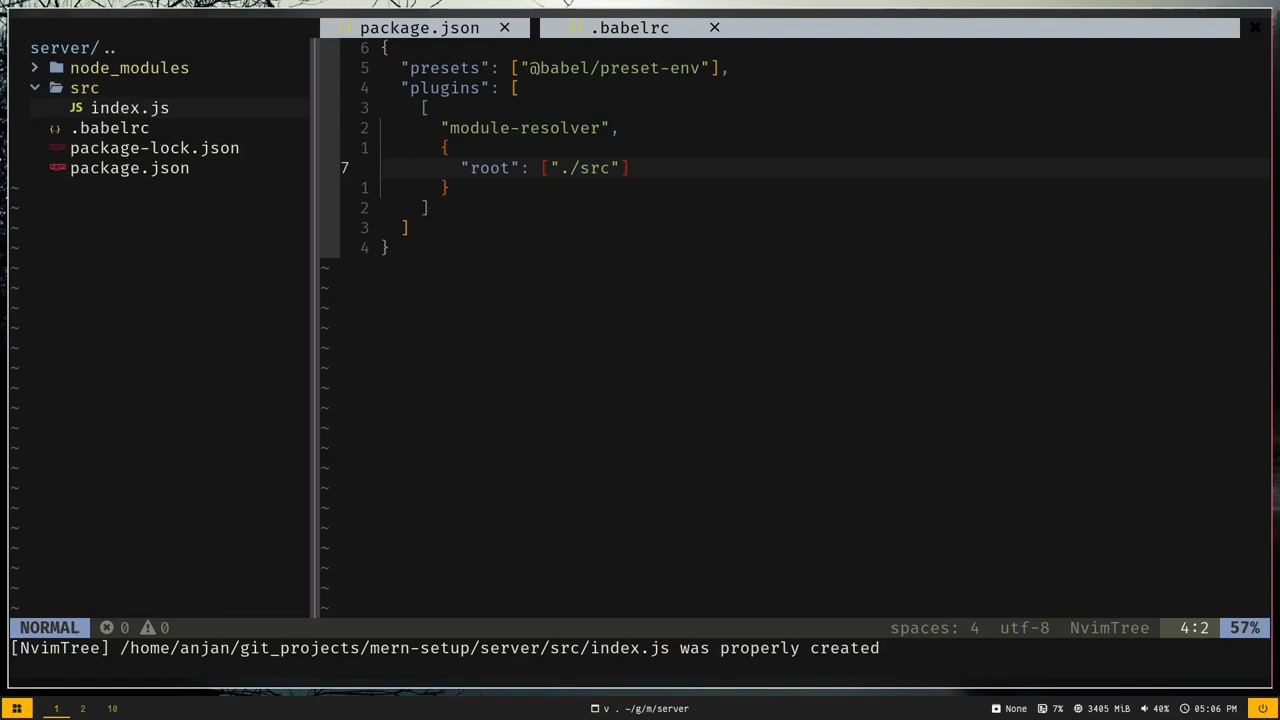 package.json ×
.babelrc ×
server/..
node_modules
src
JS index.js
{} .babelrc
package-lock.json
package.json
6 {
5 "presets": ["@babel/preset-env"],
4 "plugins": [
3 [
2 "module-resolver",
1 {
7 "root": ["./src"]
1 }
2 ]
3 ]
4 }
NORMAL 0 0 spaces: 4 utf-8 NvimTree 4:2 57%
[NvimTree] /home/anjan/git_projects/mern-setup/server/src/index.js was properly created
1 2 10 v . ~/g/m/server None 7% 3405 MiB 40% 05:06 PM